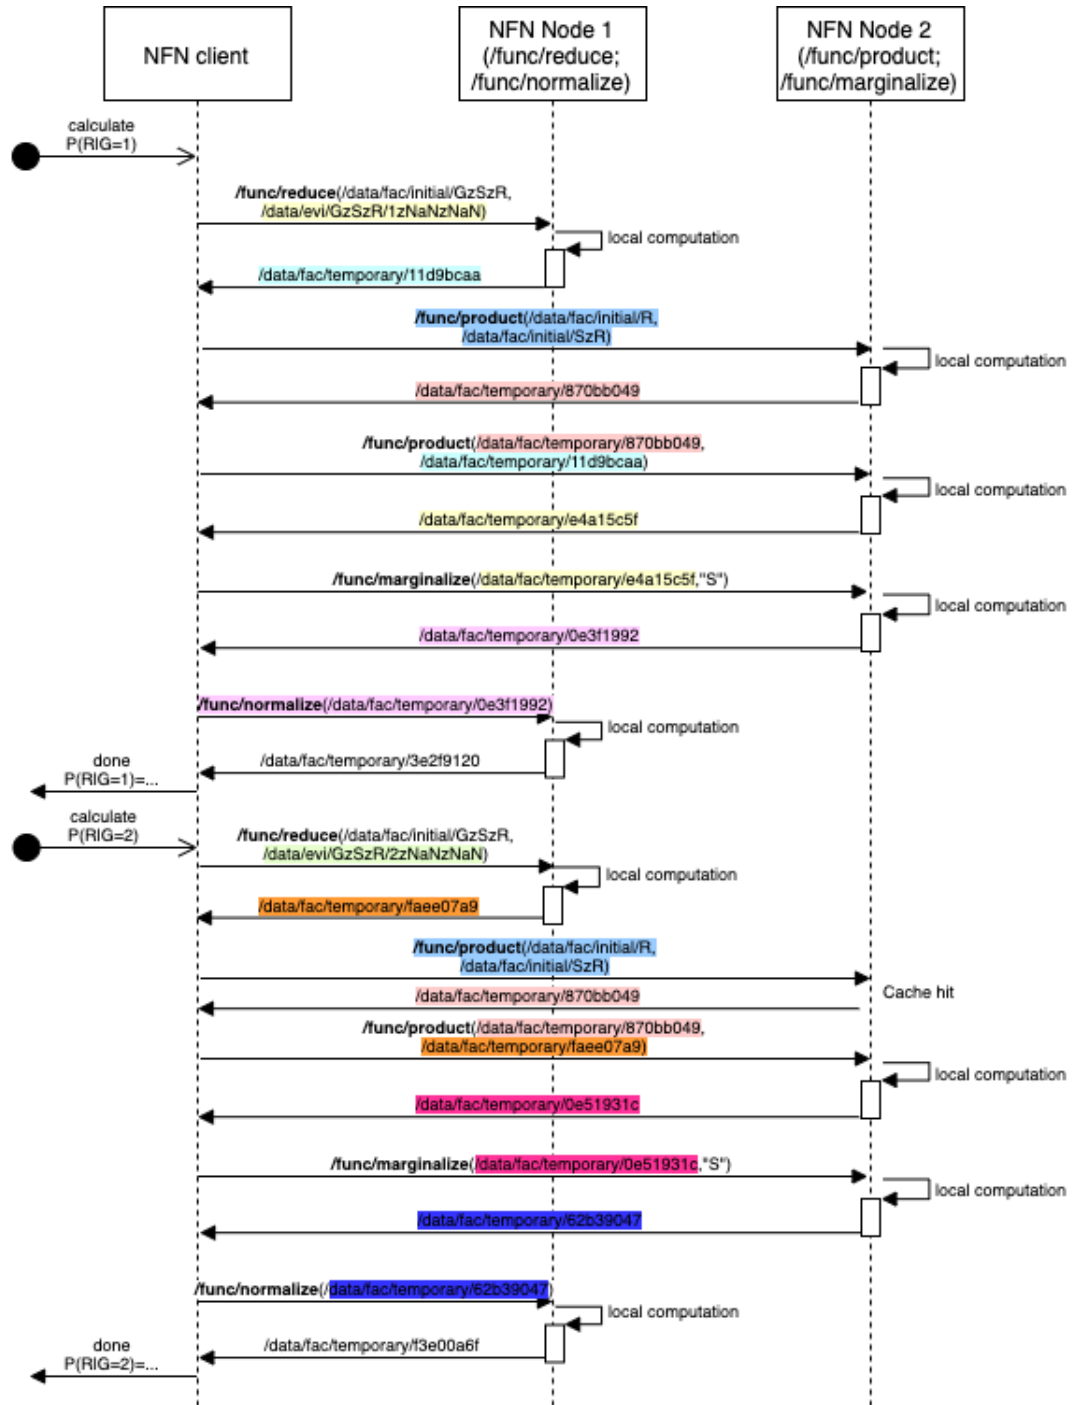 NFN client
NFN Node 1
(/func/reduce;
/func/normalize)
NFN Node 2
(/func/product;
/func/marginalize)
calculate
P(RIG=1)
/func/reduce(/data/fac/initial/GzSzR,
/data/evi/GzSzR/1zNaNzNaN)
local computation
/data/fac/temporary/11d9bcaa
/func/product(/data/fac/initial/R,
/data/fac/initial/SzR)
local computation
/data/fac/temporary/870bb049
/func/product(/data/fac/temporary/870bb049,
/data/fac/temporary/11d9bcaa)
local computation
/data/fac/temporary/e4a15c5f
/func/marginalize(/data/fac/temporary/e4a15c5f,"S")
local computation
/data/fac/temporary/0e3f1992
/func/normalize(/data/fac/temporary/0e3f1992)
local computation
/data/fac/temporary/3e2f9120
done
P(RIG=1)=...
calculate
P(RIG=2)
/func/reduce(/data/fac/initial/GzSzR,
/data/evi/GzSzR/2zNaNzNaN)
local computation
/data/fac/temporary/faee07a9
/func/product(/data/fac/initial/R,
/data/fac/initial/SzR)
/data/fac/temporary/870bb049
Cache hit
/func/product(/data/fac/temporary/870bb049,
/data/fac/temporary/faee07a9)
local computation
/data/fac/temporary/0e51931c
/func/marginalize(/data/fac/temporary/0e51931c,"S")
local computation
/data/fac/temporary/62b39047
/func/normalize(/data/fac/temporary/62b39047)
local computation
/data/fac/temporary/f3e00a6f
done
P(RIG=2)=...